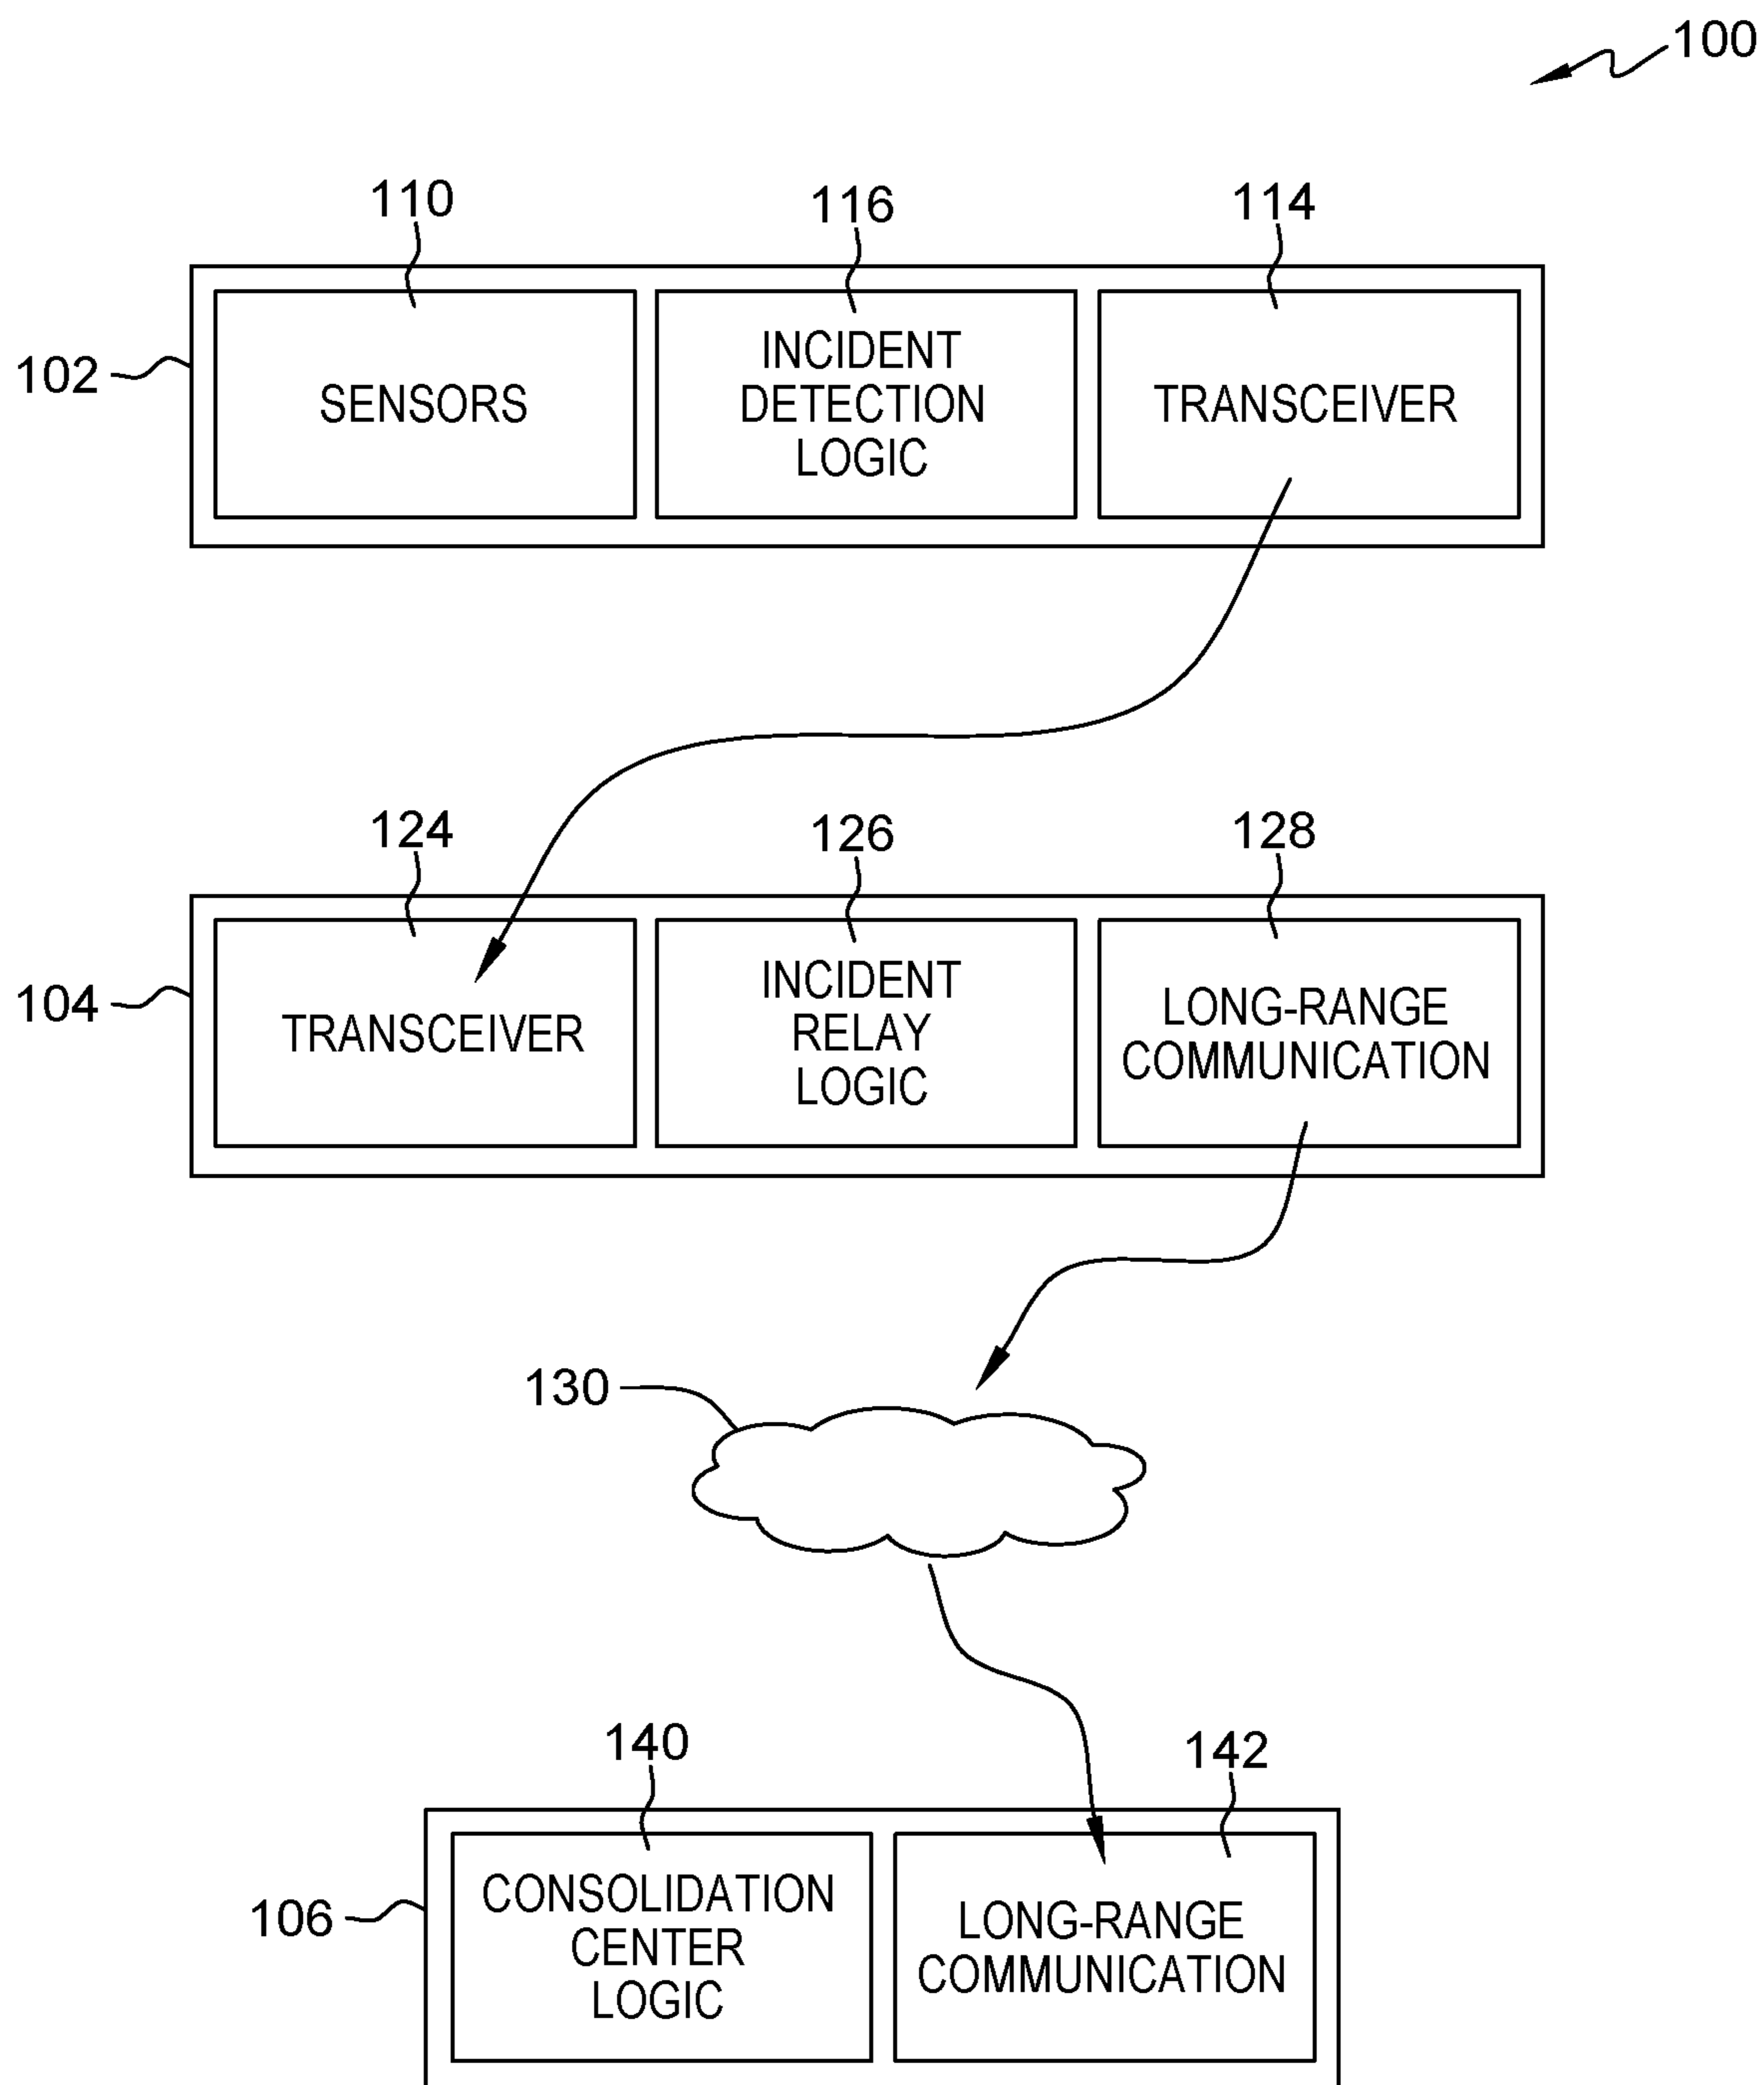 100
110
116
114
102
SENSORS
INCIDENT
DETECTION
LOGIC
TRANSCEIVER
124
126
128
104
TRANSCEIVER
INCIDENT
RELAY
LOGIC
LONG-RANGE
COMMUNICATION
130
140
142
106
CONSOLIDATION
CENTER
LOGIC
LONG-RANGE
COMMUNICATION